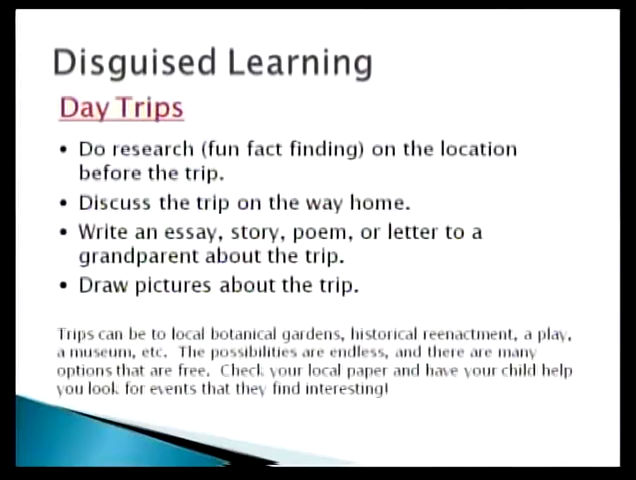 Disguised Learning
Day Trips
• Do research (fun fact finding) on the location
before the trip.
• Discuss the trip on the way home.
• Write an essay, story, poem, or letter to a
grandparent about the trip.
• Draw pictures about the trip.
Trips can be to local botanical gardens, historical reenactment, a play,
a museum, etc.  The possibilities are endless, and there are many
options that are free.  Check your local paper and have your child help
you look for events that they find interesting!